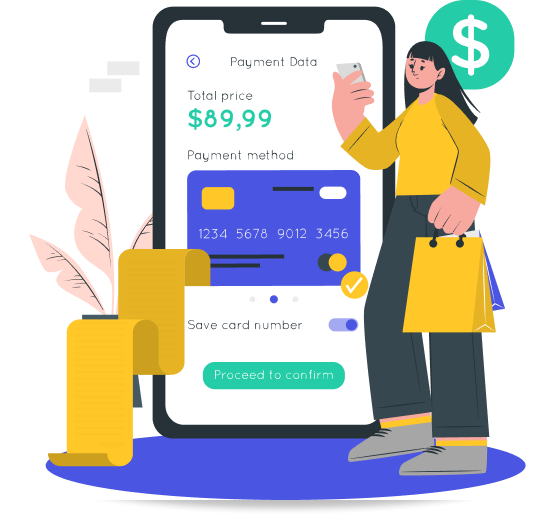 $
Payment Data
Total price
$89,99
Payment method
1234 5678 9012 3456
Save card number
Proceed to confirm